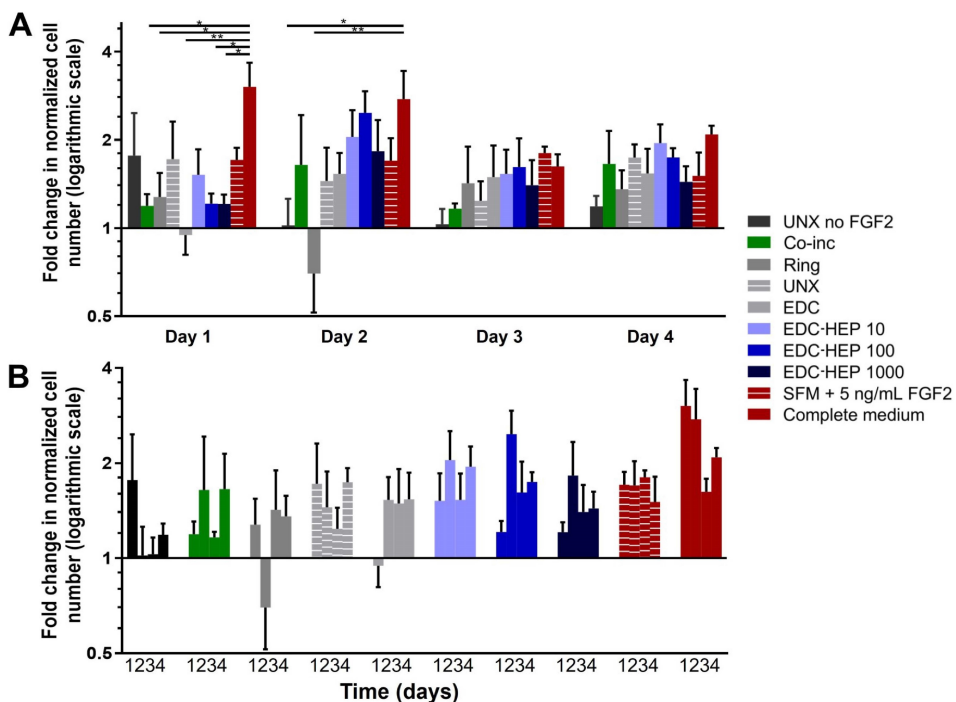 A
Fold change in normalized cell
number (logarithmic scale)
4
2
1
0.5
*
*
**
*
*
*
**
Day 1 Day 2 Day 3 Day 4
UNX no FGF2
Co-inc
Ring
UNX
EDC
EDC-HEP 10
EDC-HEP 100
EDC-HEP 1000
SFM + 5 ng/mL FGF2
Complete medium
B
Fold change in normalized cell
number (logarithmic scale)
4
2
1
0.5
1234 1234 1234 1234 1234 1234 1234 1234 1234 1234
Time (days)